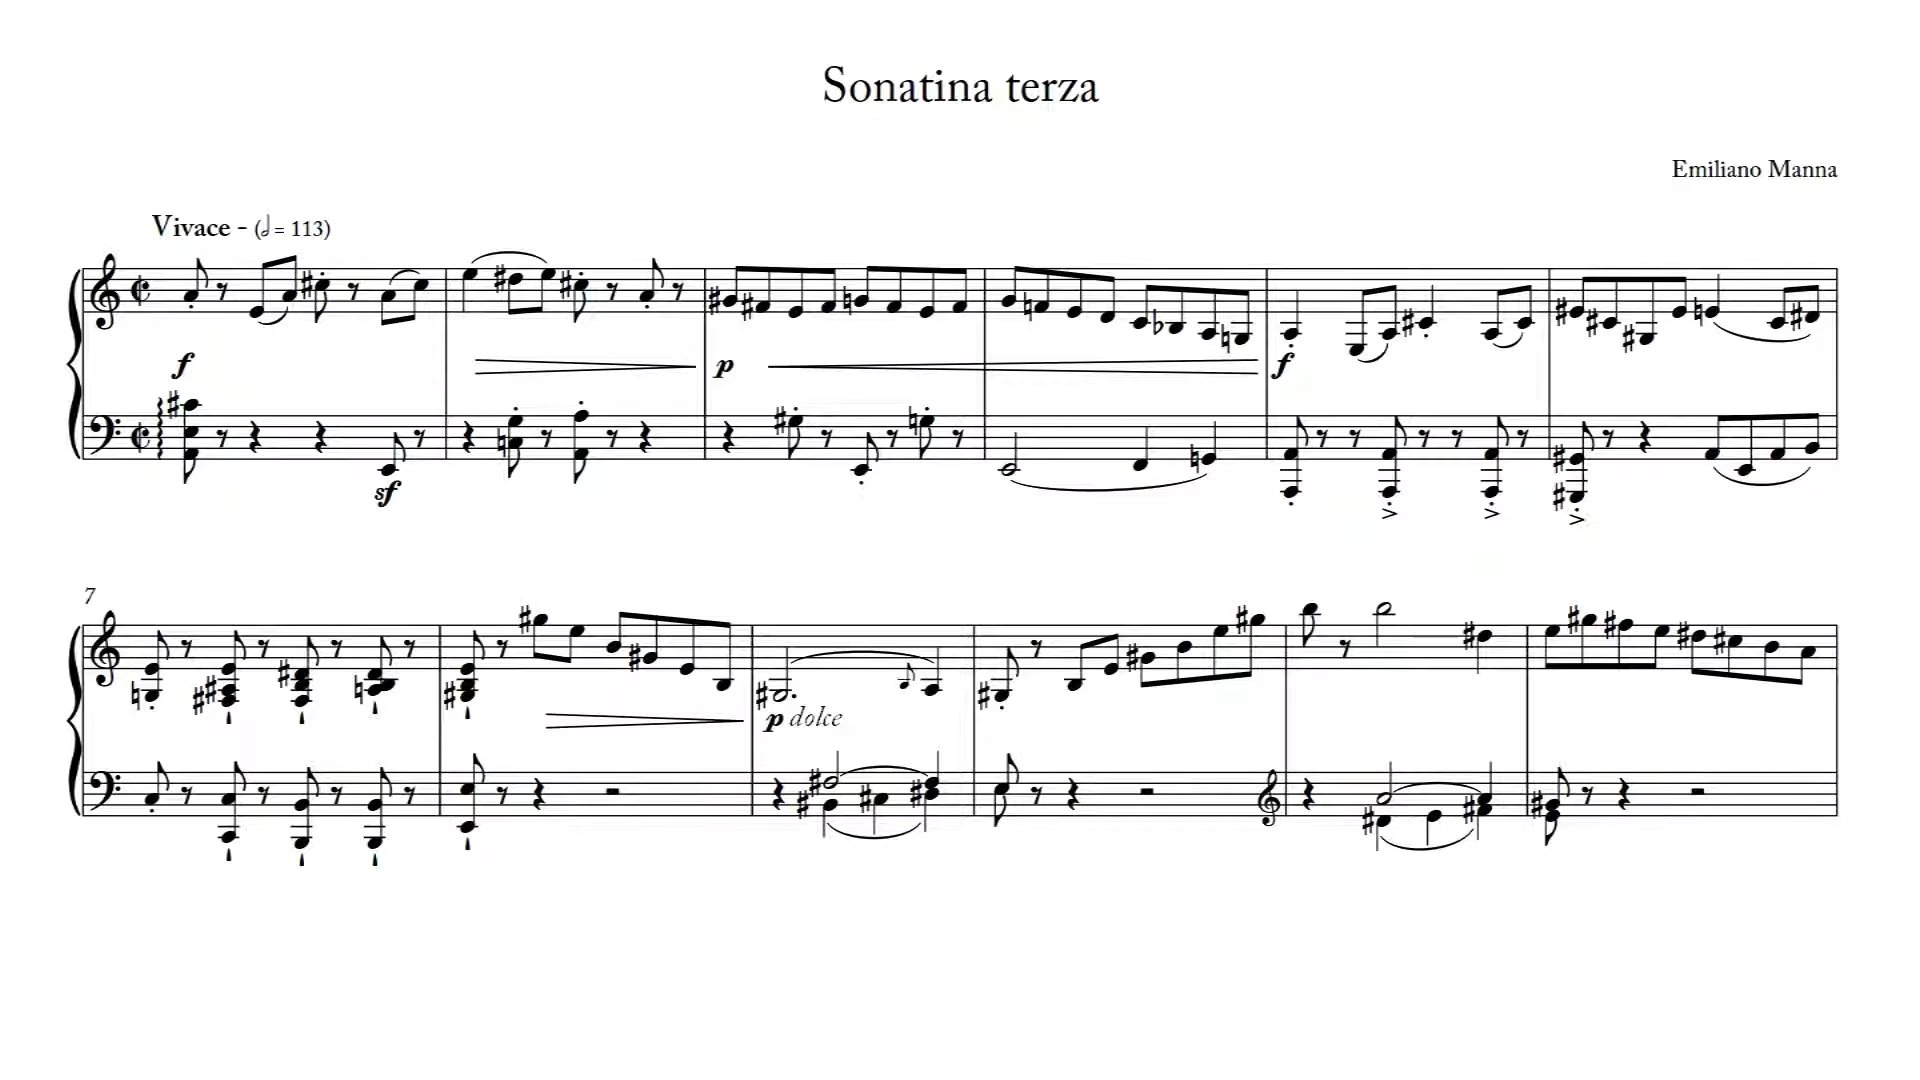 Sonatina terza
Emiliano Manna
Vivace - (𝅗𝅥 = 113)
f
p
f
sf
7
p dolce